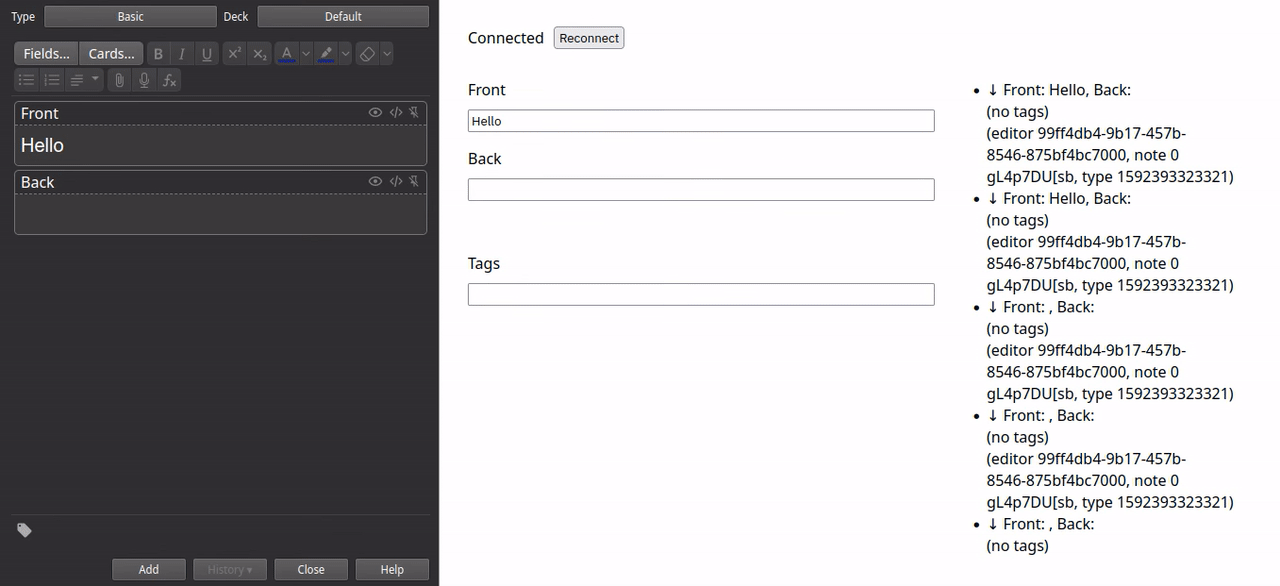 Type Basic Deck Default
Fields... Cards... B I U X² X₂ A
fx
Front
Hello
Back
Add History Close Help
Connected Reconnect
Front
Hello
Back
Tags
• ↓ Front: Hello, Back:
(no tags)
(editor 99ff4db4-9b17-457b-
8546-875bf4bc7000, note 0
gL4p7DU[sb, type 1592393323321)
• ↓ Front: Hello, Back:
(no tags)
(editor 99ff4db4-9b17-457b-
8546-875bf4bc7000, note 0
gL4p7DU[sb, type 1592393323321)
• ↓ Front: , Back:
(no tags)
(editor 99ff4db4-9b17-457b-
8546-875bf4bc7000, note 0
gL4p7DU[sb, type 1592393323321)
• ↓ Front: , Back:
(no tags)
(editor 99ff4db4-9b17-457b-
8546-875bf4bc7000, note 0
gL4p7DU[sb, type 1592393323321)
• ↓ Front: , Back:
(no tags)